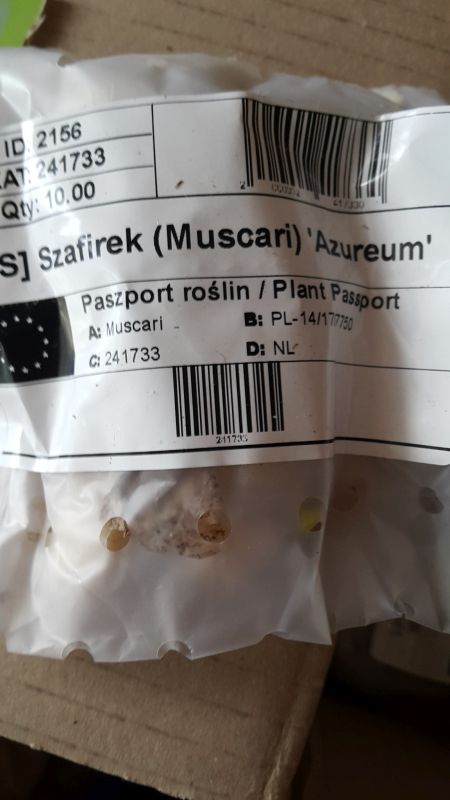 ID: 2156
KAT: 241733
Qty: 10.00
S] Szafirek (Muscari) 'Azureum'
Paszport roślin / Plant Passport
A: Muscari B: PL-14/17/7750
C: 241733 D: NL
241733